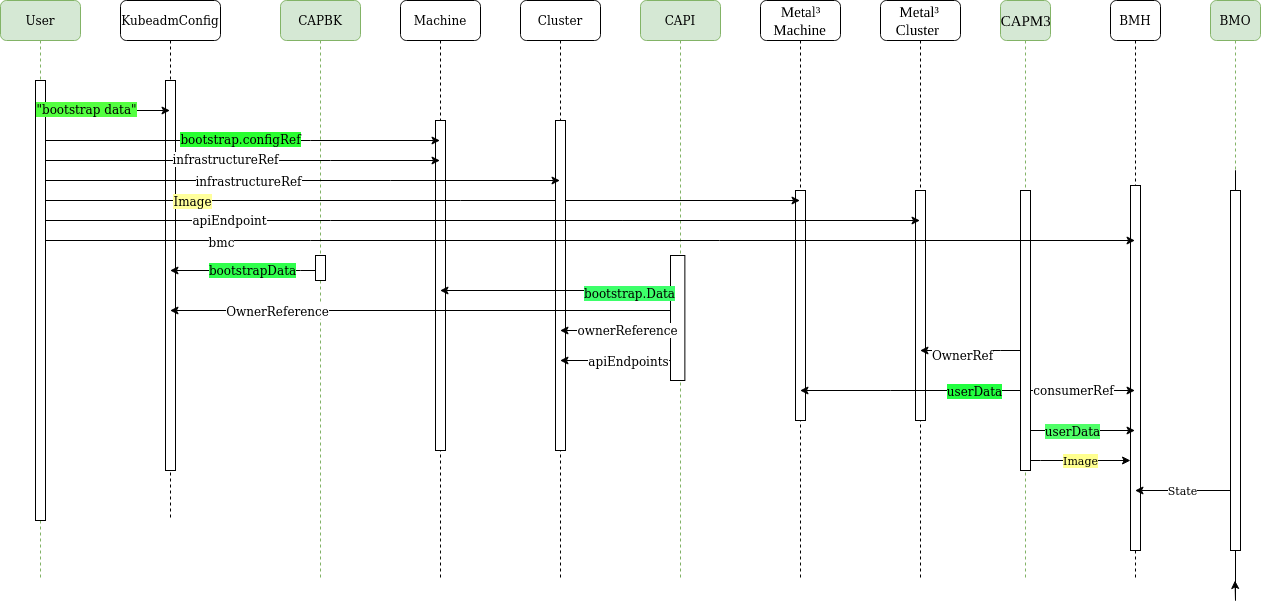 User
KubeadmConfig
CAPBK
Machine
Cluster
CAPI
Metal³
Machine
Metal³
Cluster
CAPM3
BMH
BMO
"bootstrap data"
bootstrap.configRef
infrastructureRef
infrastructureRef
Image
apiEndpoint
bmc
bootstrapData
bootstrap.Data
OwnerReference
ownerReference
OwnerRef
apiEndpoints
userData
consumerRef
userData
Image
State